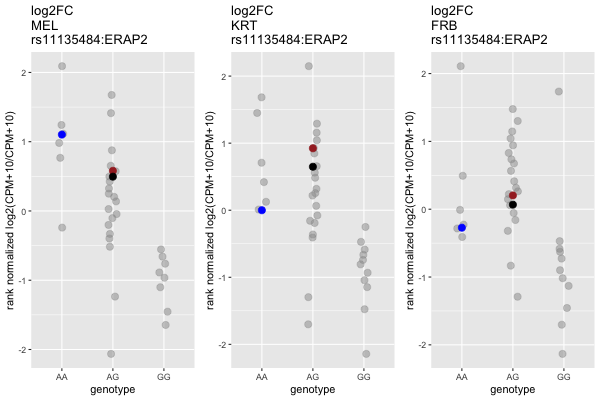 log2FC
MEL
rs11135484:ERAP2
rank normalized log2(CPM+10/CPM+10)
2
1
0
-1
-2
AA
AG
GG
genotype
log2FC
KRT
rs11135484:ERAP2
rank normalized log2(CPM+10/CPM+10)
2
1
0
-1
-2
AA
AG
GG
genotype
log2FC
FRB
rs11135484:ERAP2
rank normalized log2(CPM+10/CPM+10)
2
1
0
-1
-2
AA
AG
GG
genotype